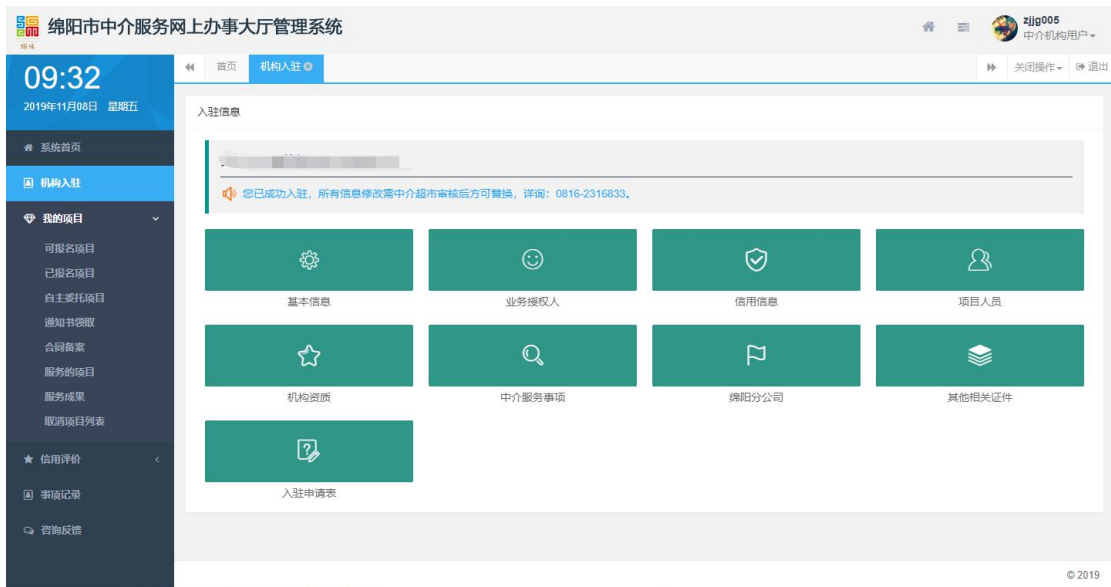 绵阳市中介服务网上办事大厅管理系统
zjjg005
中介机构用户
09:32
2019年11月08日 星期五
首页
机构入驻
关闭操作
退出
系统首页
机构入驻
我的项目
可报名项目
已报名项目
自主委托项目
通知书领取
合同备案
服务的项目
服务成果
取消项目列表
信用评价
事项记录
咨询反馈
入驻信息
您已成功入驻，所有信息修改需中介超市审核后方可替换，详询：0816-2316833。
基本信息
业务授权人
信用信息
项目人员
机构资质
中介服务事项
绵阳分公司
其他相关证件
入驻申请表
© 2019